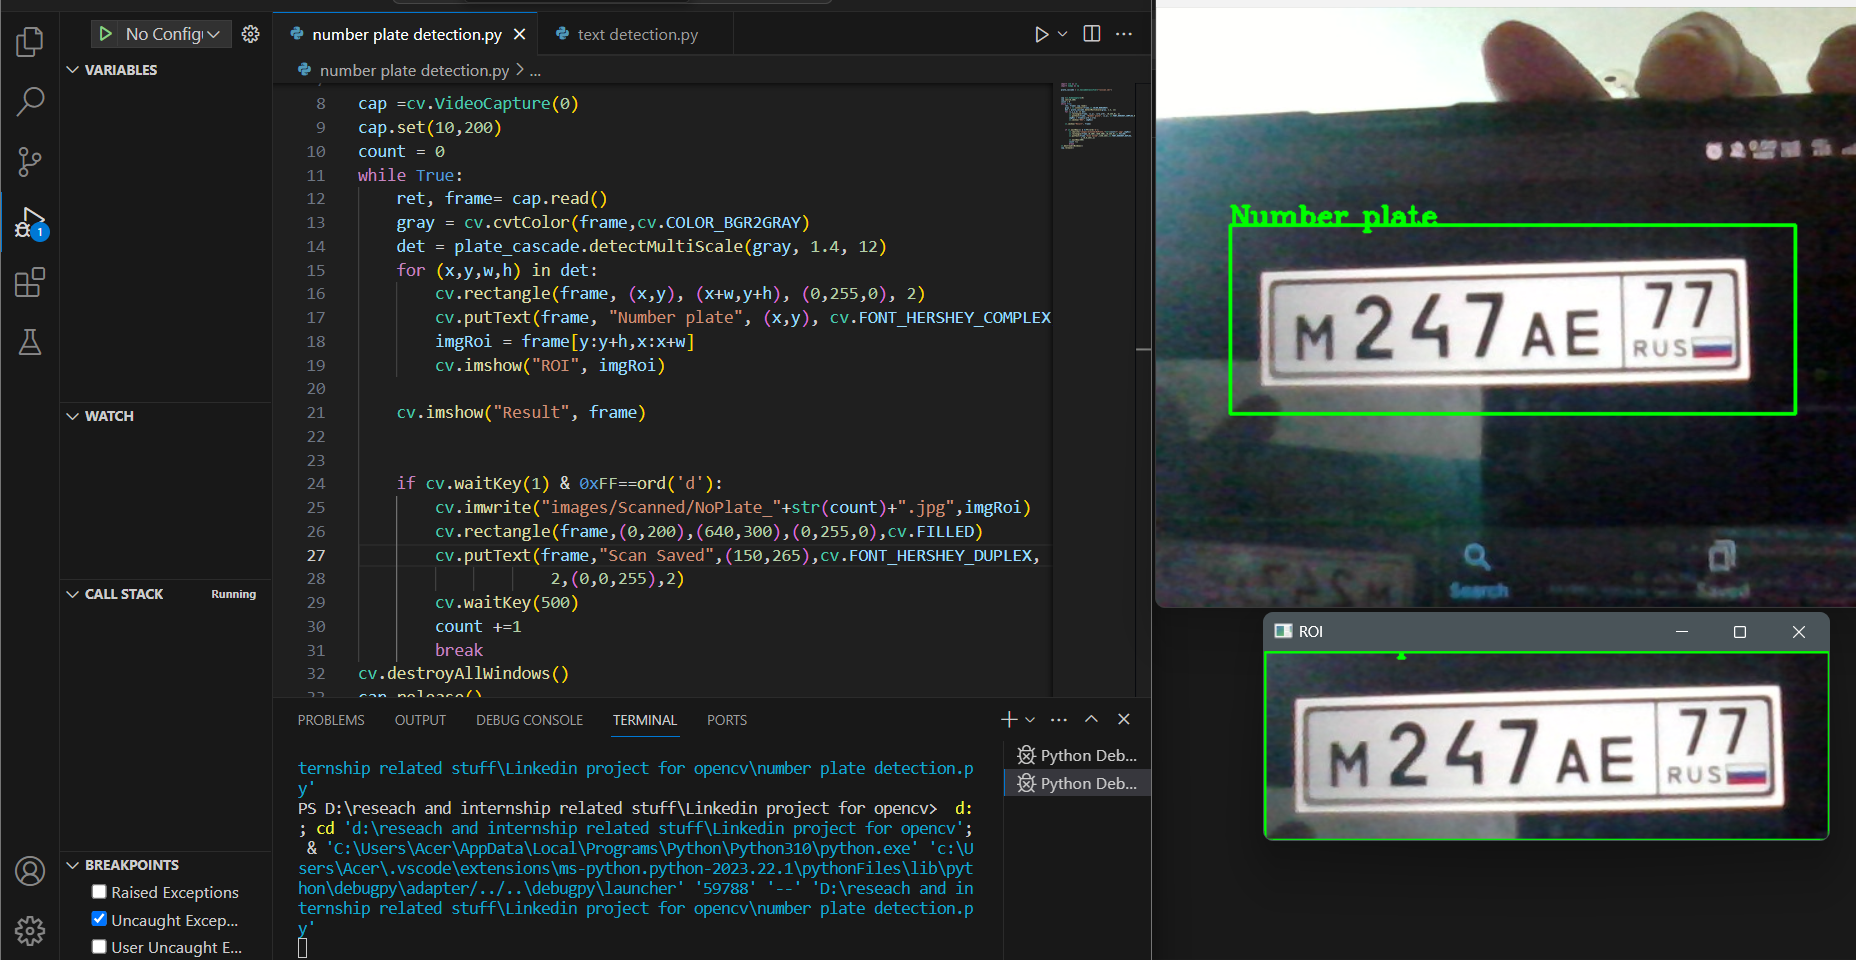 No Config
number plate detection.py
text detection.py
VARIABLES
number plate detection.py > ...
8 cap =cv.VideoCapture(0)
9 cap.set(10,200)
10 count = 0
11 while True:
12 ret, frame= cap.read()
13 gray = cv.cvtColor(frame,cv.COLOR_BGR2GRAY)
14 det = plate_cascade.detectMultiScale(gray, 1.4, 12)
15 for (x,y,w,h) in det:
16 cv.rectangle(frame, (x,y), (x+w,y+h), (0,255,0), 2)
17 cv.putText(frame, "Number plate", (x,y), cv.FONT_HERSHEY_COMPLEX
18 imgRoi = frame[y:y+h,x:x+w]
19 cv.imshow("ROI", imgRoi)
20
21 cv.imshow("Result", frame)
22
23
24 if cv.waitKey(1) & 0xFF==ord('d'):
25 cv.imwrite("images/Scanned/NoPlate_"+str(count)+".jpg",imgRoi)
26 cv.rectangle(frame,(0,200),(640,300),(0,255,0),cv.FILLED)
27 cv.putText(frame,"Scan Saved",(150,265),cv.FONT_HERSHEY_DUPLEX,
28 2,(0,0,255),2)
29 cv.waitKey(500)
30 count +=1
31 break
32 cv.destroyAllWindows()
33 cap.release()
WATCH
CALL STACK Running
BREAKPOINTS
Raised Exceptions
Uncaught Excep...
User Uncaught E...
1
PROBLEMS OUTPUT DEBUG CONSOLE TERMINAL PORTS
ternship related stuff\Linkedin project for opencv\number plate detection.p
y'
PS D:\reseach and internship related stuff\Linkedin project for opencv> d:
; cd 'd:\reseach and internship related stuff\Linkedin project for opencv';
& 'C:\Users\Acer\AppData\Local\Programs\Python\Python310\python.exe' 'c:\U
sers\Acer\.vscode\extensions\ms-python.python-2023.22.1\pythonFiles\lib\pyt
hon\debugpy\adapter/../..\debugpy\launcher' '59788' '--' 'D:\reseach and in
ternship related stuff\Linkedin project for opencv\number plate detection.p
y'
Python Deb...
Python Deb...
Number plate
M247AE 77
RUS
Search
Saved
ROI
M247AE 77
RUS